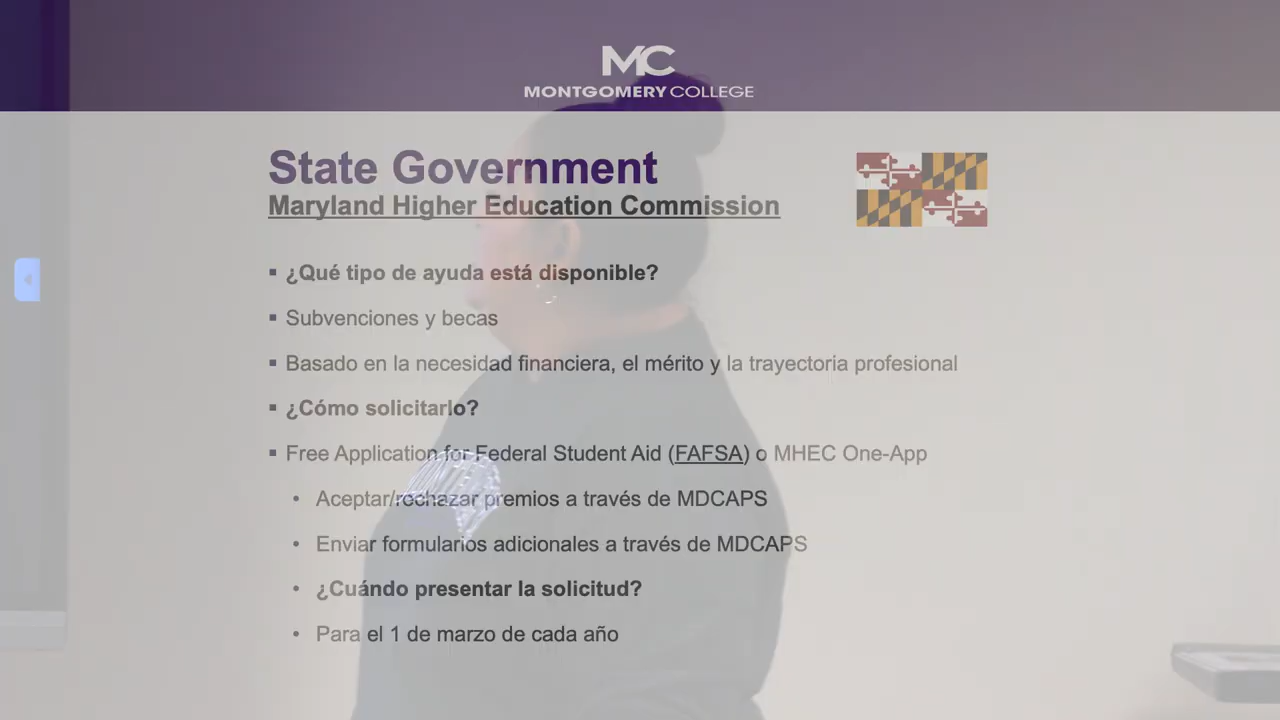 MC
MONTGOMERY COLLEGE
State Government
Maryland Higher Education Commission
▪ ¿Qué tipo de ayuda está disponible?
▪ Subvenciones y becas
▪ Basado en la necesidad financiera, el mérito y la trayectoria profesional
▪ ¿Cómo solicitarlo?
▪ Free Application for Federal Student Aid (FAFSA) o MHEC One-App
• Aceptar/rechazar premios a través de MDCAPS
• Enviar formularios adicionales a través de MDCAPS
• ¿Cuándo presentar la solicitud?
• Para el 1 de marzo de cada año